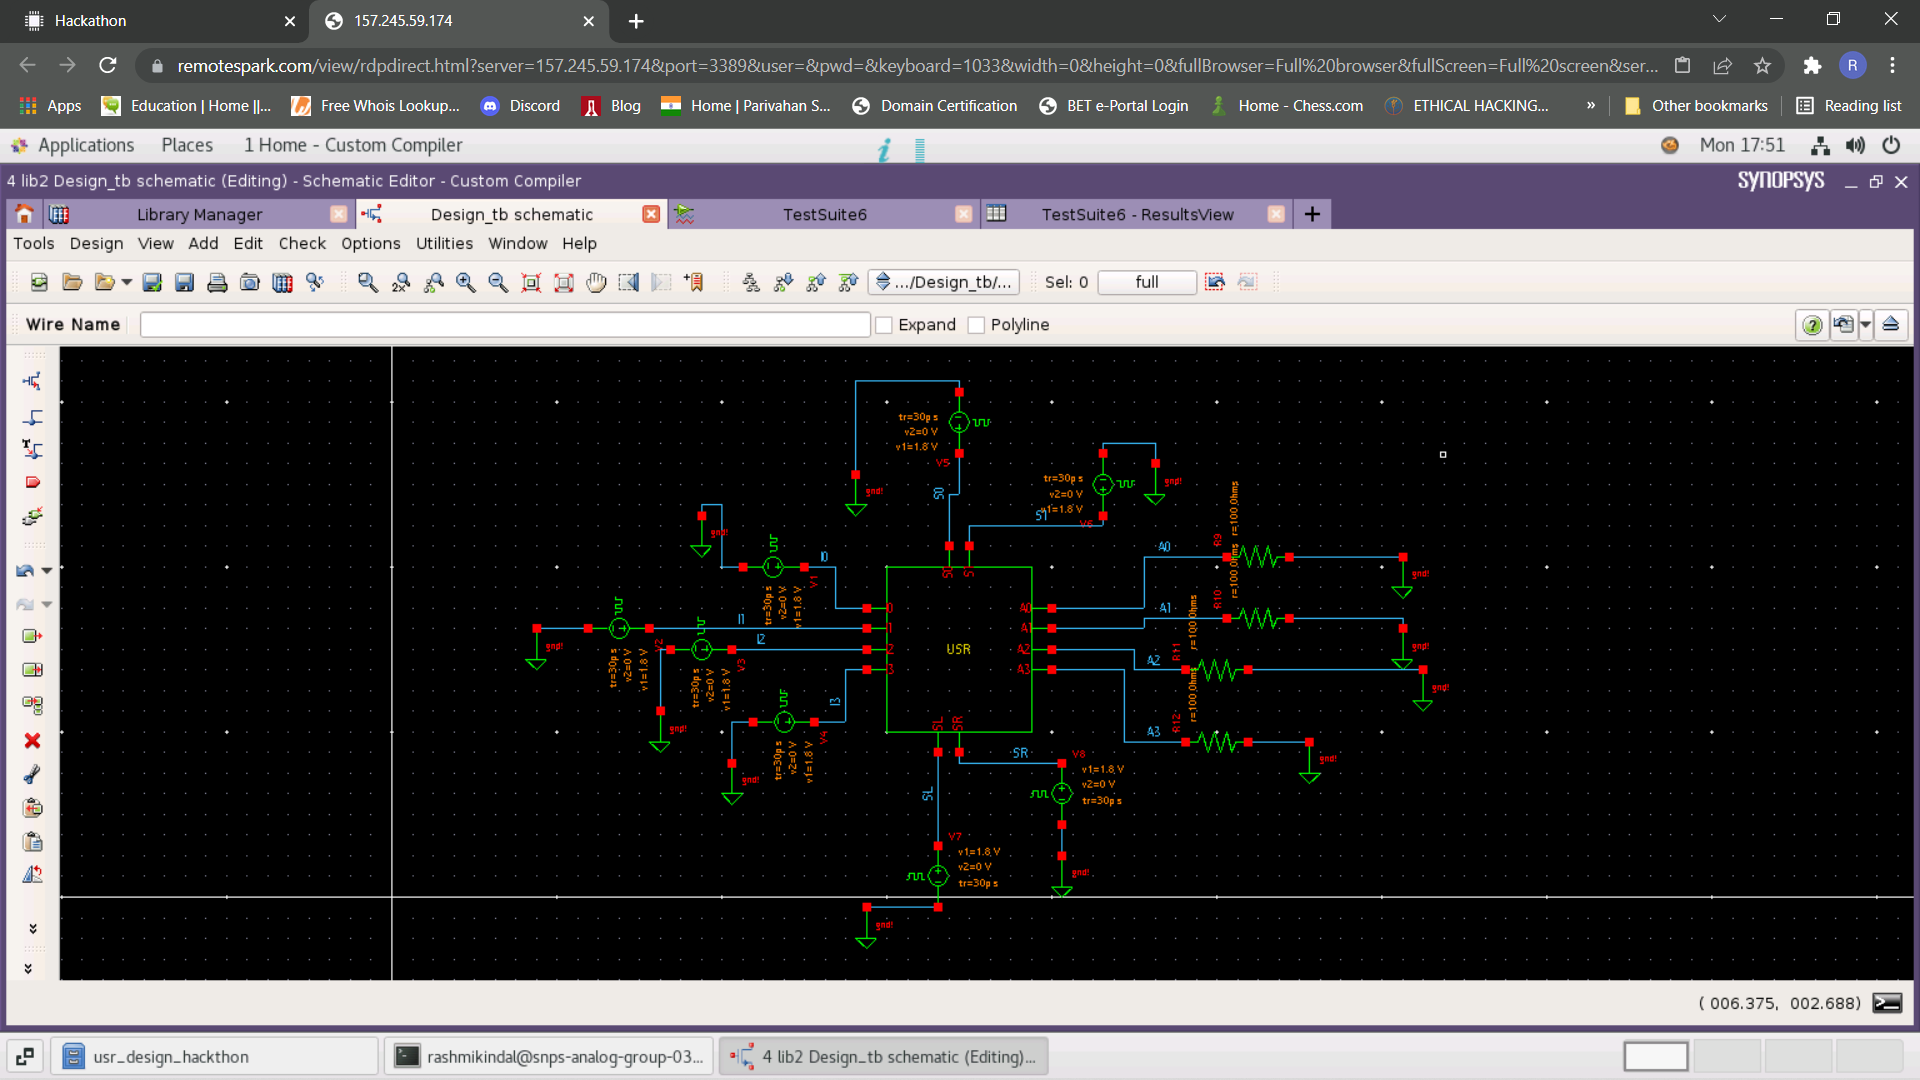 Hackathon
157.245.59.174
remotespark.com/view/rdpdirect.html?server=157.245.59.174&port=3389&user=&pwd=&keyboard=1033&width=0&height=0&fullBrowser=Full%20browser&fullScreen=Full%20screen&ser...
R
Apps Education | Home ||... Free Whois Lookup... Discord Blog Home | Parivahan S... Domain Certification BET e-Portal Login Home - Chess.com ETHICAL HACKING... » Other bookmarks Reading list
Applications Places 1 Home - Custom Compiler i Mon 17:51
4 lib2 Design_tb schematic (Editing) - Schematic Editor - Custom Compiler SYNOPSYS
Library Manager Design_tb schematic TestSuite6 TestSuite6 - ResultsView
Tools Design View Add Edit Check Options Utilities Window Help
2x .../Design_tb/... Sel: 0 full
Wire Name Expand Polyline
tr=30p s
v2=0 V
v1=1.8 V
V5
gnd!
S0
tr=30p s
v2=0 V
v1=1.8 V
V6
S1
gnd!
gnd!
I0
V1
tr=30p s
v2=0 V
v1=1.8 V
I1
V2
gnd!
tr=30p s
v2=0 V
v1=1.8 V
I2
V3
tr=30p s
v2=0 V
v1=1.8 V
gnd!
I3
V4
tr=30p s
v2=0 V
v1=1.8 V
gnd!
USR
0
1
2
3
A0
A1
A2
A3
SL
SR
A0
R9
r=100 Ohms
gnd!
A1
R10
r=100 Ohms
gnd!
A2
R11
r=100 Ohms
gnd!
A3
R12
r=100 Ohms
gnd!
SR
V8
v1=1.8 V
v2=0 V
tr=30p s
gnd!
SL
V7
v1=1.8 V
v2=0 V
tr=30p s
gnd!
( 006.375, 002.688)
usr_design_hackthon rashmikindal@snps-analog-group-03... 4 lib2 Design_tb schematic (Editing)...